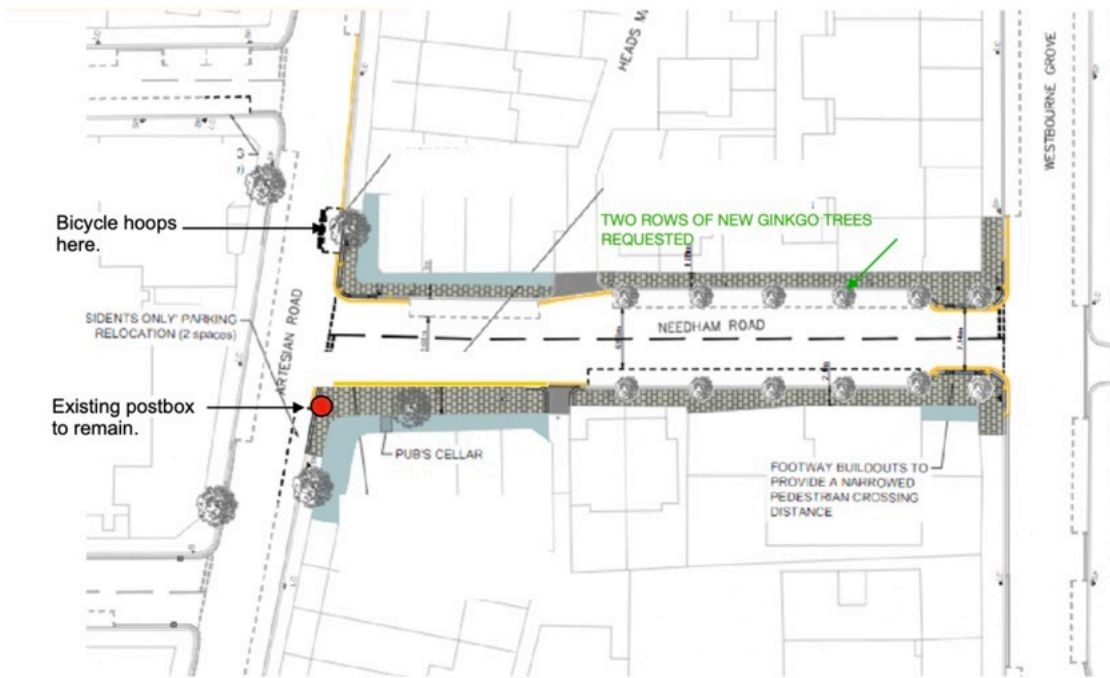 HEADS M
WESTBOURNE GROVE
Bicycle hoops
here.
TWO ROWS OF NEW GINKGO TREES
REQUESTED
ARTESIAN ROAD
SIDENTS ONLY' PARKING
RELOCATION (2 spaces)
NEEDHAM ROAD
Existing postbox
to remain.
PUB'S CELLAR
FOOTWAY BUILDOUTS TO
PROVIDE A NARROWED
PEDESTRIAN CROSSING
DISTANCE